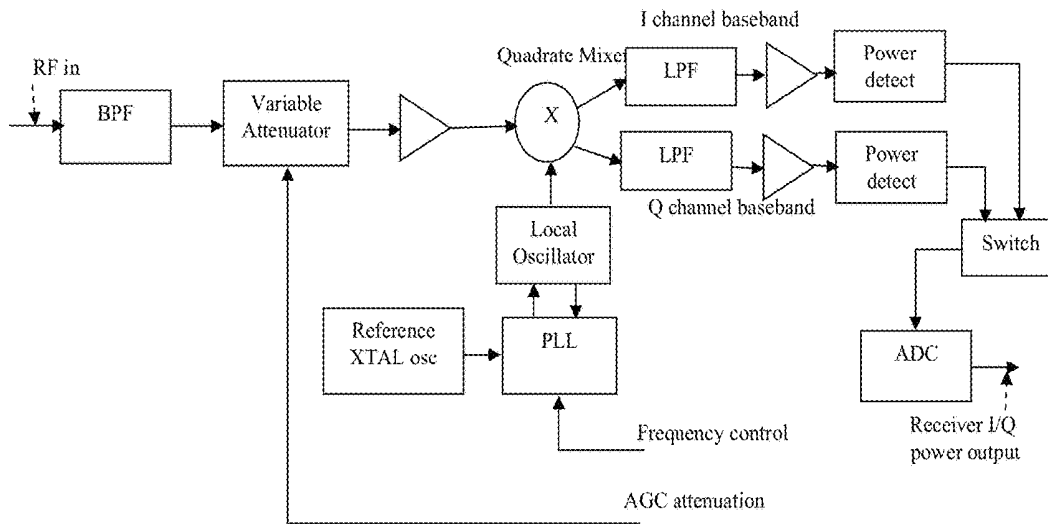 I channel baseband
RF in
BPF
Variable
Attenuator
Quadrate Mixer
X
LPF
Power
detect
LPF
Power
detect
Q channel baseband
Local
Oscillator
Switch
Reference
XTAL osc
PLL
ADC
Frequency control
Receiver I/Q
power output
AGC attenuation